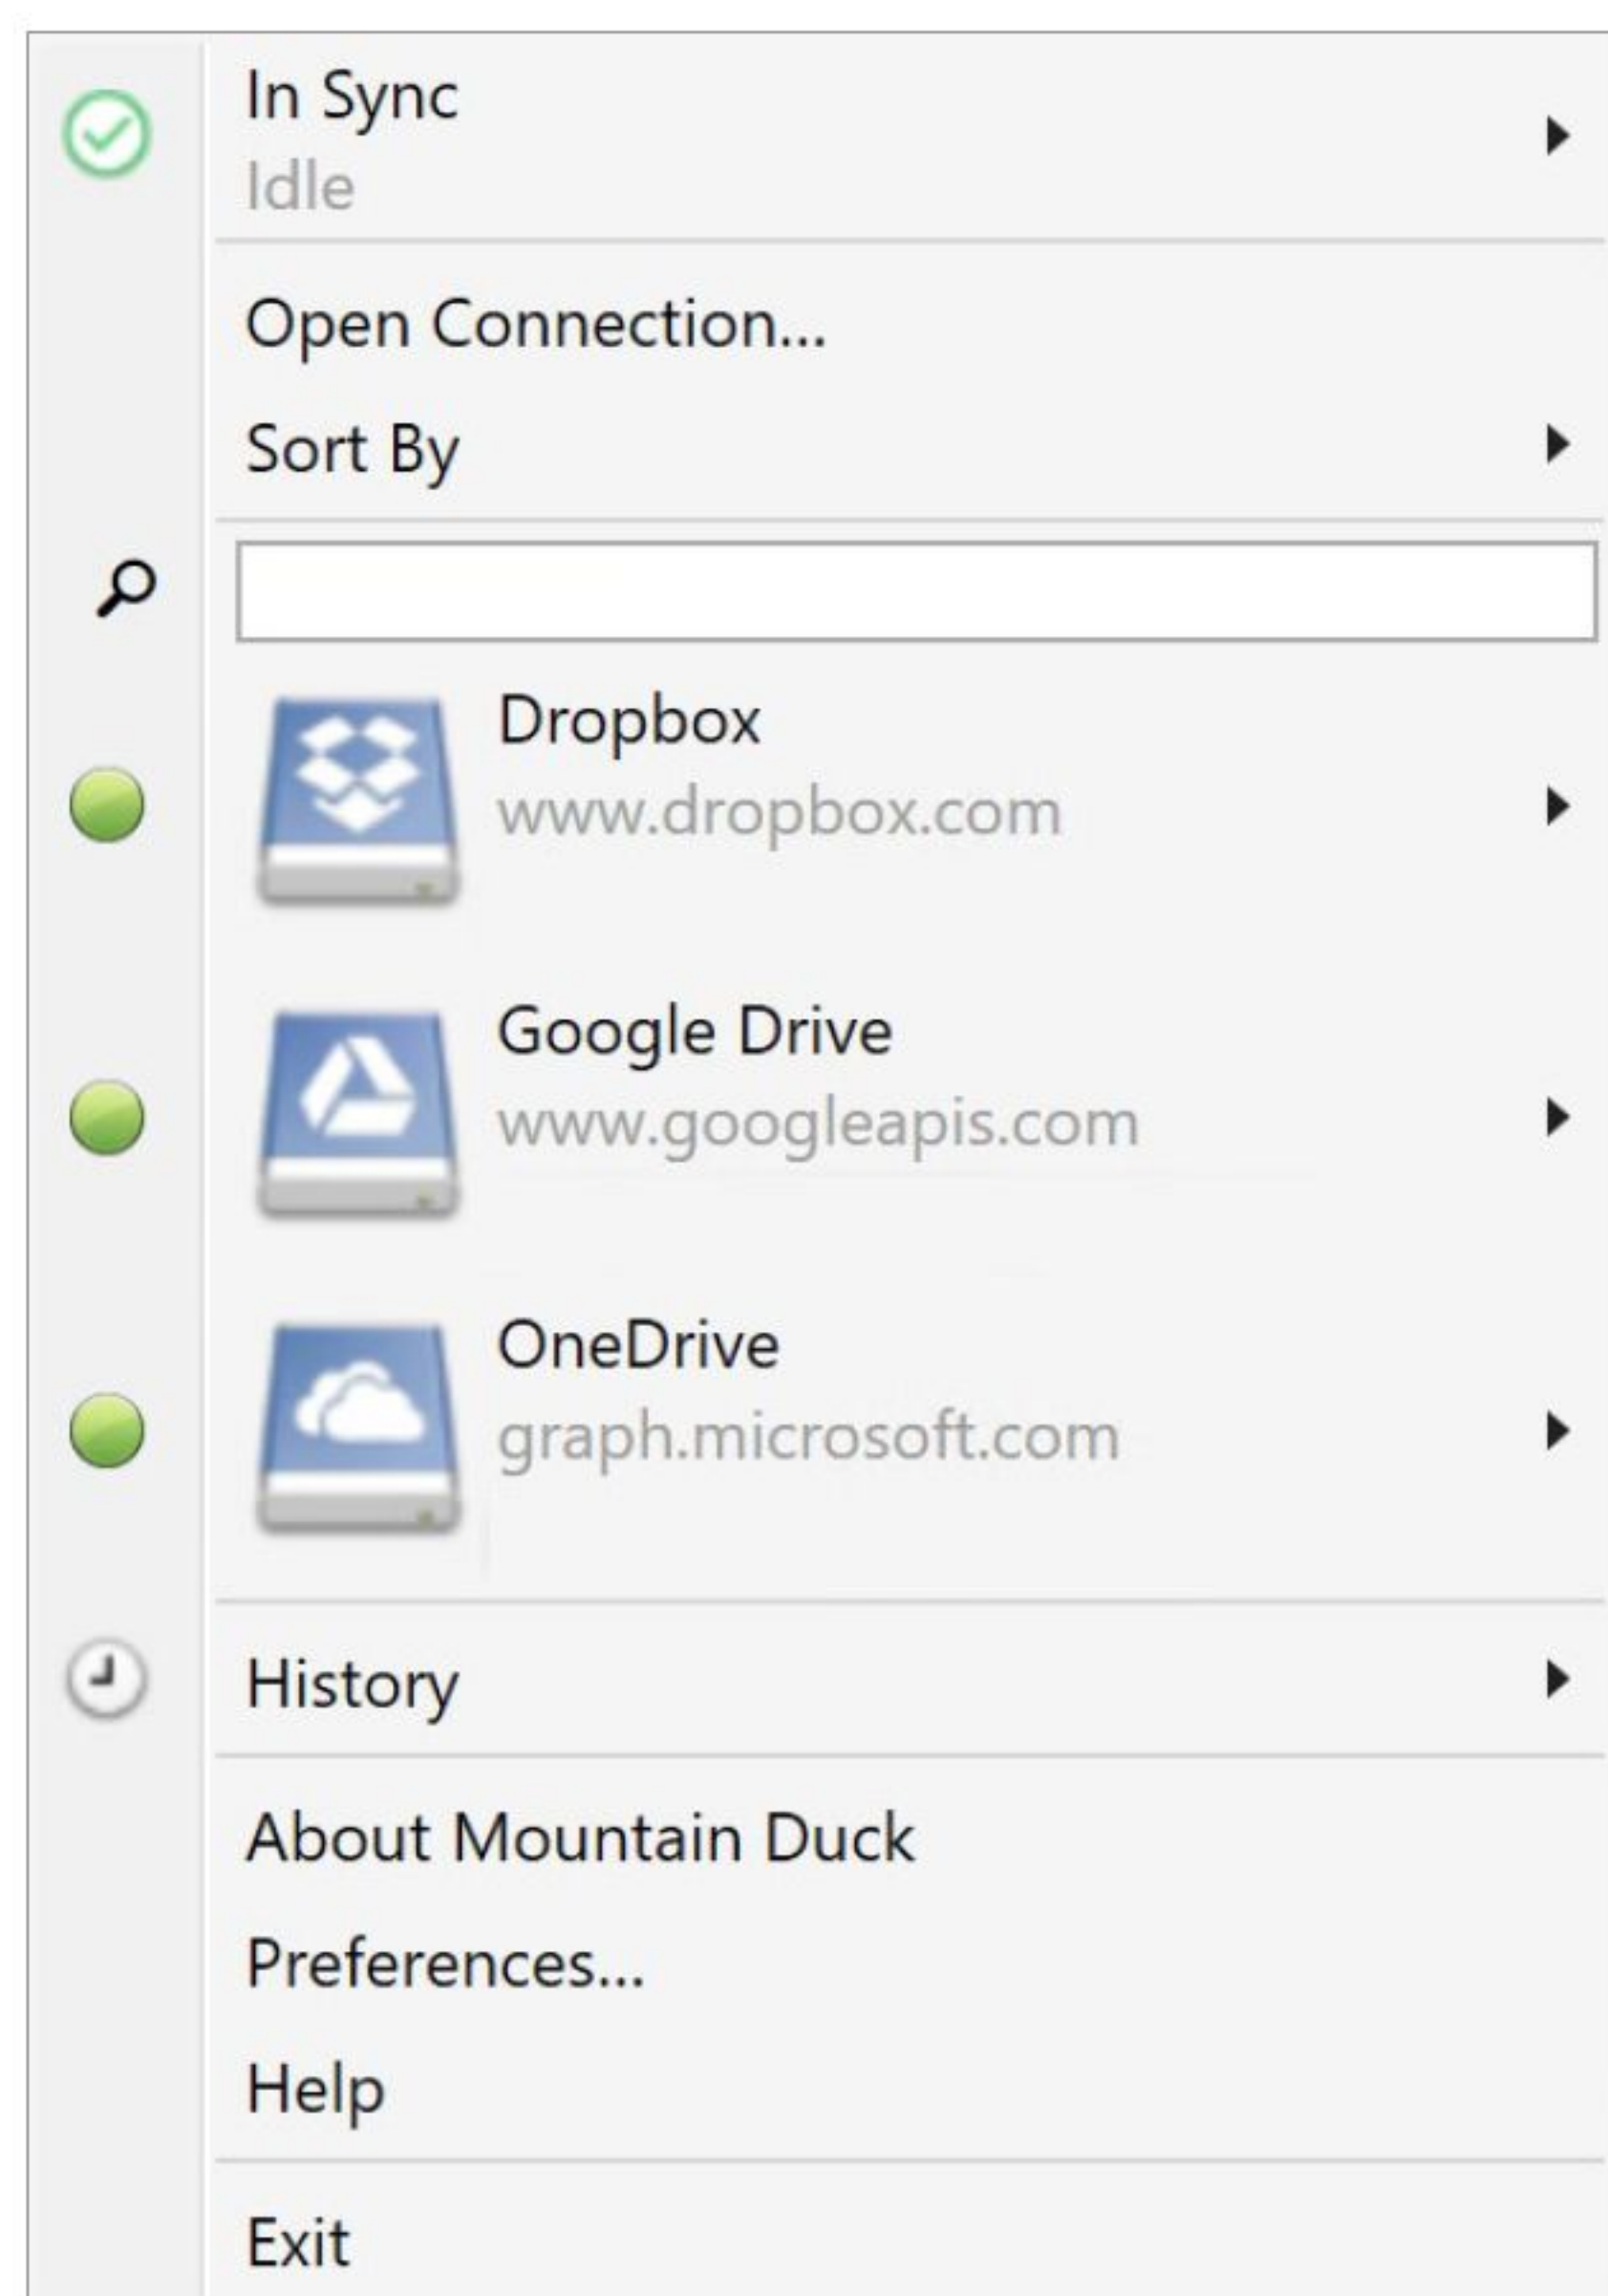 In Sync
Idle
Open Connection...
Sort By
Dropbox
www.dropbox.com
Google Drive
www.googleapis.com
OneDrive
graph.microsoft.com
History
About Mountain Duck
Preferences...
Help
Exit